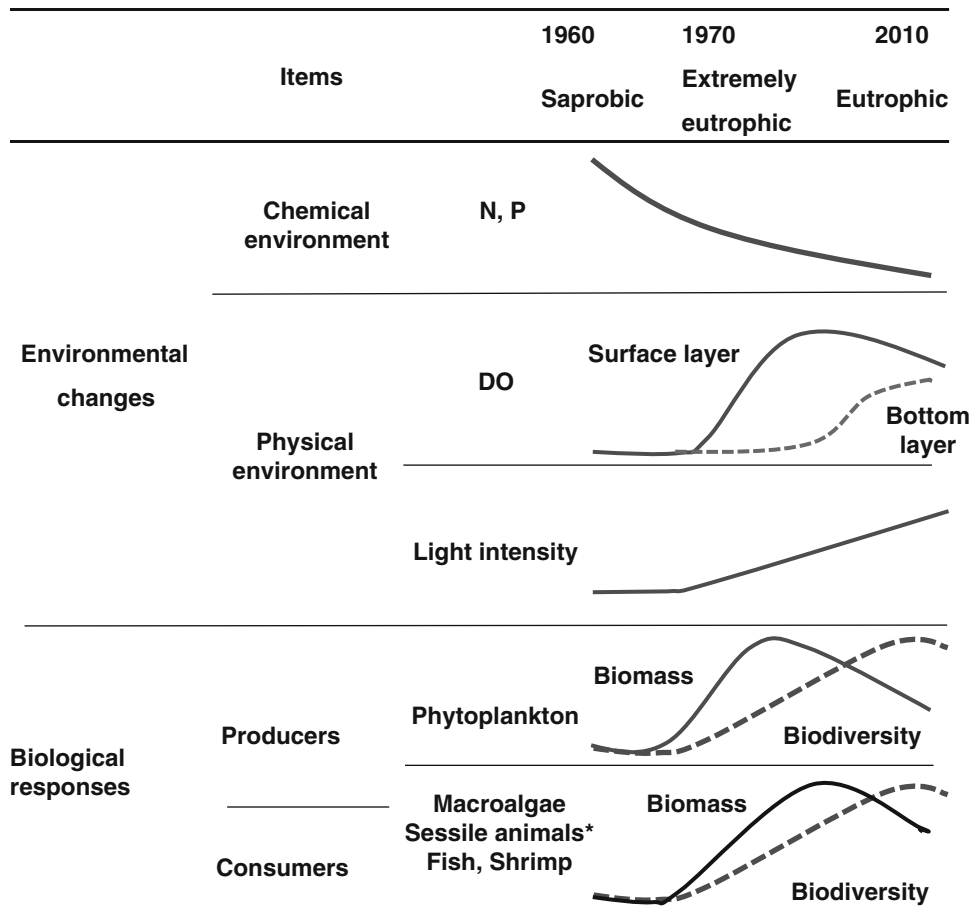 Items
1960
1970
2010
Saprobic
Extremely
eutrophic
Eutrophic
Environmental
changes
Chemical
environment
N, P
Physical
environment
DO
Surface layer
Bottom
layer
Light intensity
Biological
responses
Producers
Phytoplankton
Biomass
Biodiversity
Consumers
Macroalgae
Sessile animals*
Fish, Shrimp
Biomass
Biodiversity